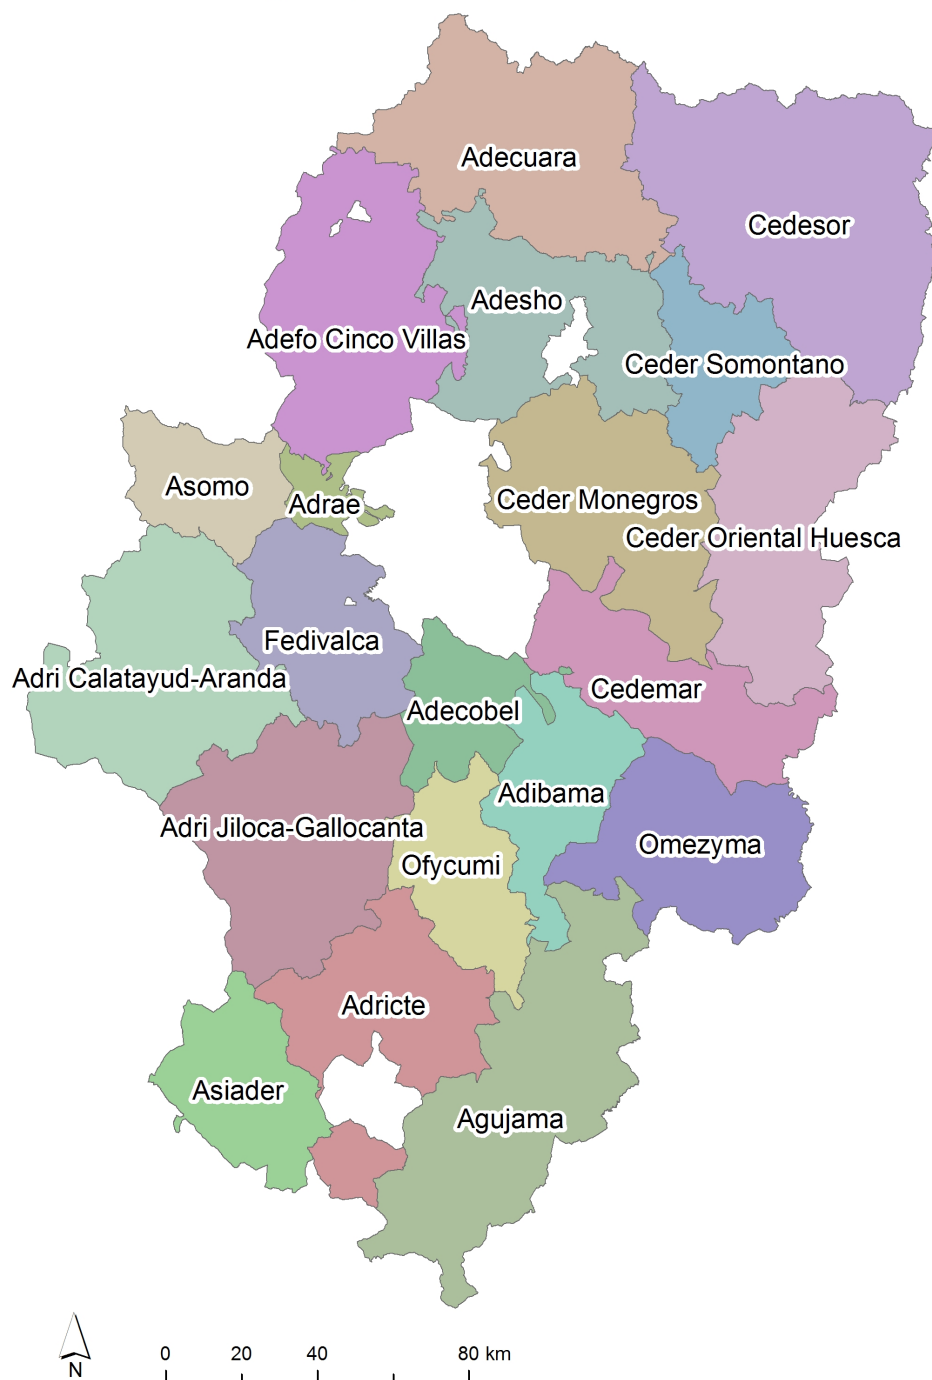 Adecuara
Cedesor
Adesho
Adefo Cinco Villas
Ceder Somontano
Asomo
Adrae
Ceder Monegros
Ceder Oriental Huesca
Fedivalca
Adri Calatayud-Aranda
Cedemar
Adecobel
Adibama
Adri Jiloca-Gallocanta
Omezyma
Ofycumi
Adricte
Asiader
Agujama
N
0 20 40 80 km